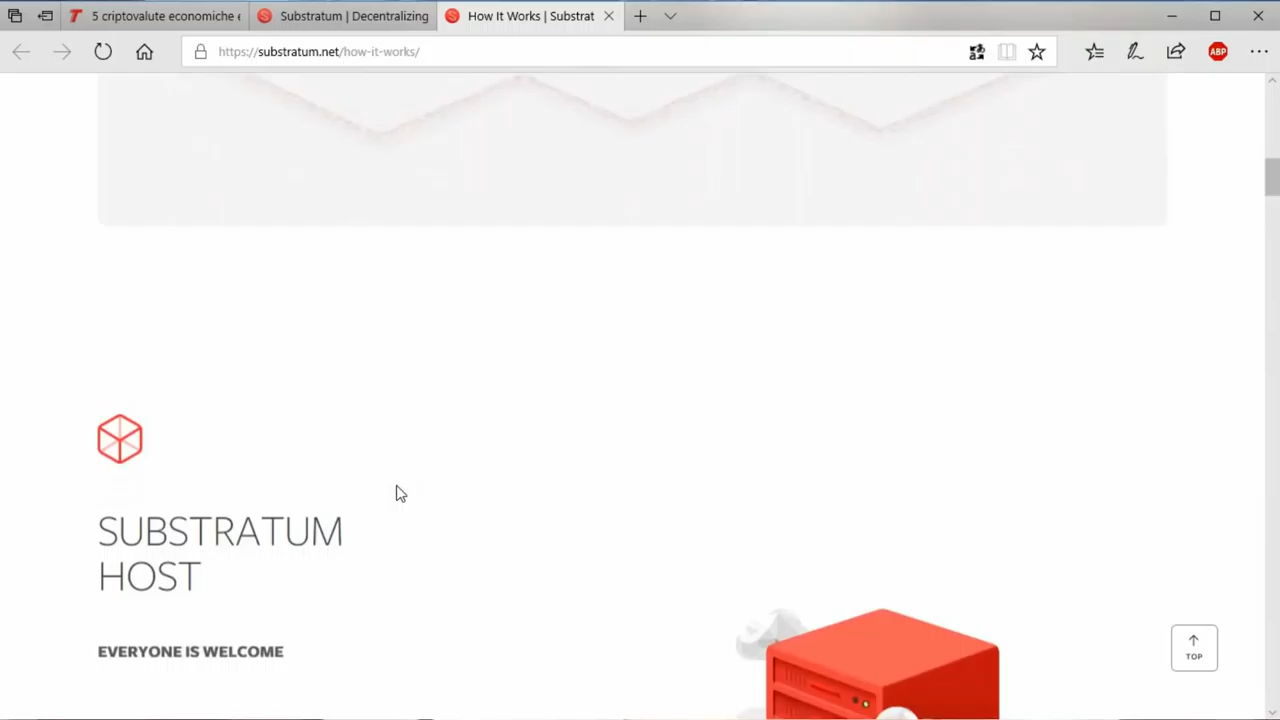 5 criptovalute economiche e
Substratum | Decentralizing
How It Works | Substrat
https://substratum.net/how-it-works/
ABP
SUBSTRATUM
HOST
EVERYONE IS WELCOME
TOP